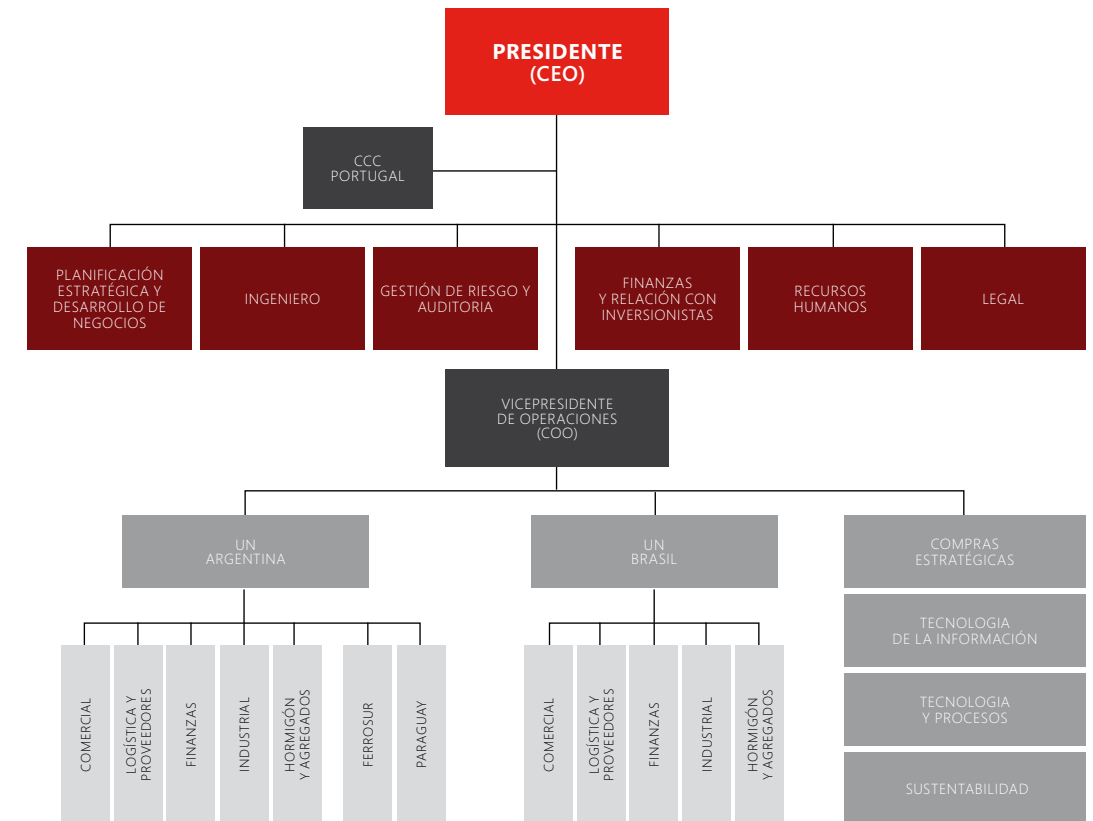 PRESIDENTE
(CEO)
CCC
PORTUGAL
PLANIFICACIÓN
ESTRATÉGICA Y
DESARROLLO DE
NEGOCIOS
INGENIERO
GESTIÓN DE RIESGO Y
AUDITORIA
FINANZAS
Y RELACIÓN CON
INVERSIONISTAS
RECURSOS
HUMANOS
LEGAL
VICEPRESIDENTE
DE OPERACIONES
(COO)
UN
ARGENTINA
UN
BRASIL
COMPRAS
ESTRATÉGICAS
TECNOLOGIA
DE LA INFORMACIÓN
TECNOLOGIA
Y PROCESOS
SUSTENTABILIDAD
COMERCIAL
LOGÍSTICA Y
PROVEEDORES
FINANZAS
INDUSTRIAL
HORMIGÓN
Y AGREGADOS
FERROSUR
PARAGUAY
COMERCIAL
LOGÍSTICA Y
PROVEEDORES
FINANZAS
INDUSTRIAL
HORMIGÓN
Y AGREGADOS